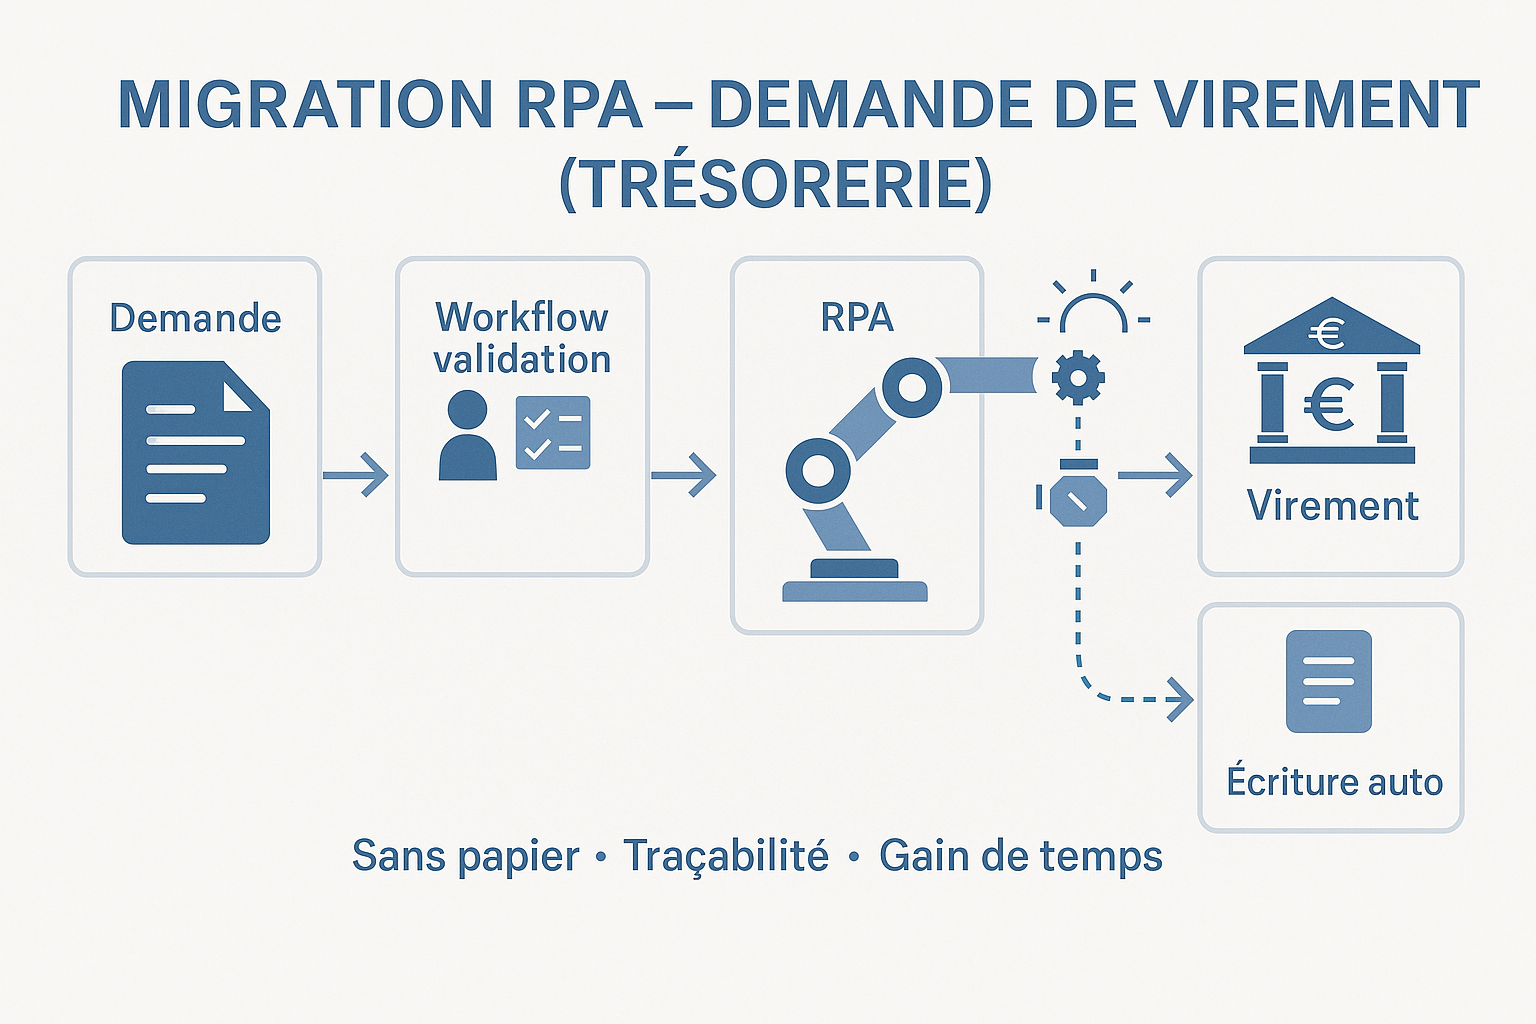 MIGRATION RPA – DEMANDE DE VIREMENT
(TRÉSORERIE)
Demande
Workflow
validation
RPA
€
€
Virement
Écriture auto
Sans papier • Traçabilité • Gain de temps